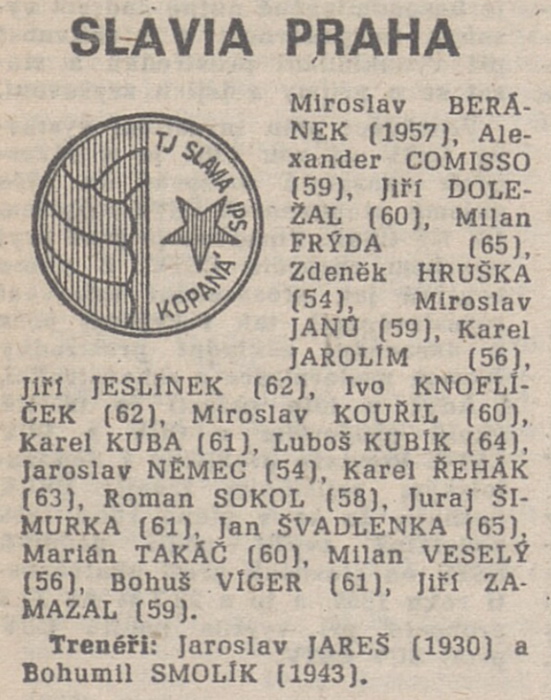 SLAVIA PRAHA
TJ SLAVIA IPS
KOPANÁ
Miroslav BERÁ-
NEK (1957), Ale-
xander COMISSO
(59), Jiří DOLE-
ŽAL (60), Milan
FRÝDA (65),
Zdeněk HRUŠKA
(54), Miroslav
JANŮ (59), Karel
JAROLÍM (56),
Jiří JESLÍNEK (62), Ivo KNOFLÍ-
ČEK (62), Miroslav KOUŘIL (60),
Karel KUBA (61), Luboš KUBÍK (64),
Jaroslav NĚMEC (54), Karel ŘEHÁK
(63), Roman SOKOL (58), Juraj ŠI-
MURKA (61), Jan ŠVADLENKA (65),
Marián TAKÁČ (60), Milan VESELÝ
(56), Bohuš VÍGER (61), Jiří ZA-
MAZAL (59).
Trenéři: Jaroslav JAREŠ (1930) a
Bohumil SMOLÍK (1943).